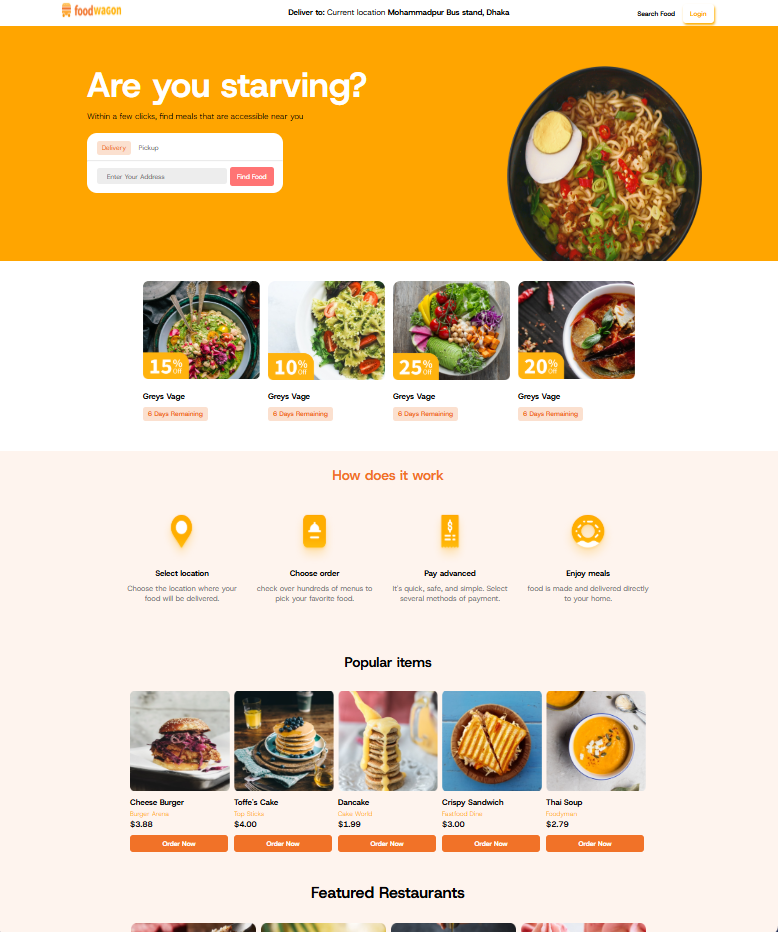 foodwagon
Deliver to: Current location Mohammadpur Bus stand, Dhaka
Search Food
Login
Are you starving?
Within a few clicks, find meals that are accessible near you
Delivery
Pickup
Enter Your Address
Find Food
15% Off
10% Off
25% Off
20% Off
Greys Vage
Greys Vage
Greys Vage
Greys Vage
6 Days Remaining
6 Days Remaining
6 Days Remaining
6 Days Remaining
How does it work
Select location
Choose the location where your
food will be delivered.
Choose order
check over hundreds of menus to
pick your favorite food.
Pay advanced
It's quick, safe, and simple. Select
several methods of payment.
Enjoy meals
food is made and delivered directly
to your home.
Popular items
Cheese Burger
Burger Arena
$3.88
Order Now
Toffe's Cake
Top Sticks
$4.00
Order Now
Dancake
Cake World
$1.99
Order Now
Crispy Sandwich
Fastfood Dine
$3.00
Order Now
Thai Soup
Foodyman
$2.79
Order Now
Featured Restaurants